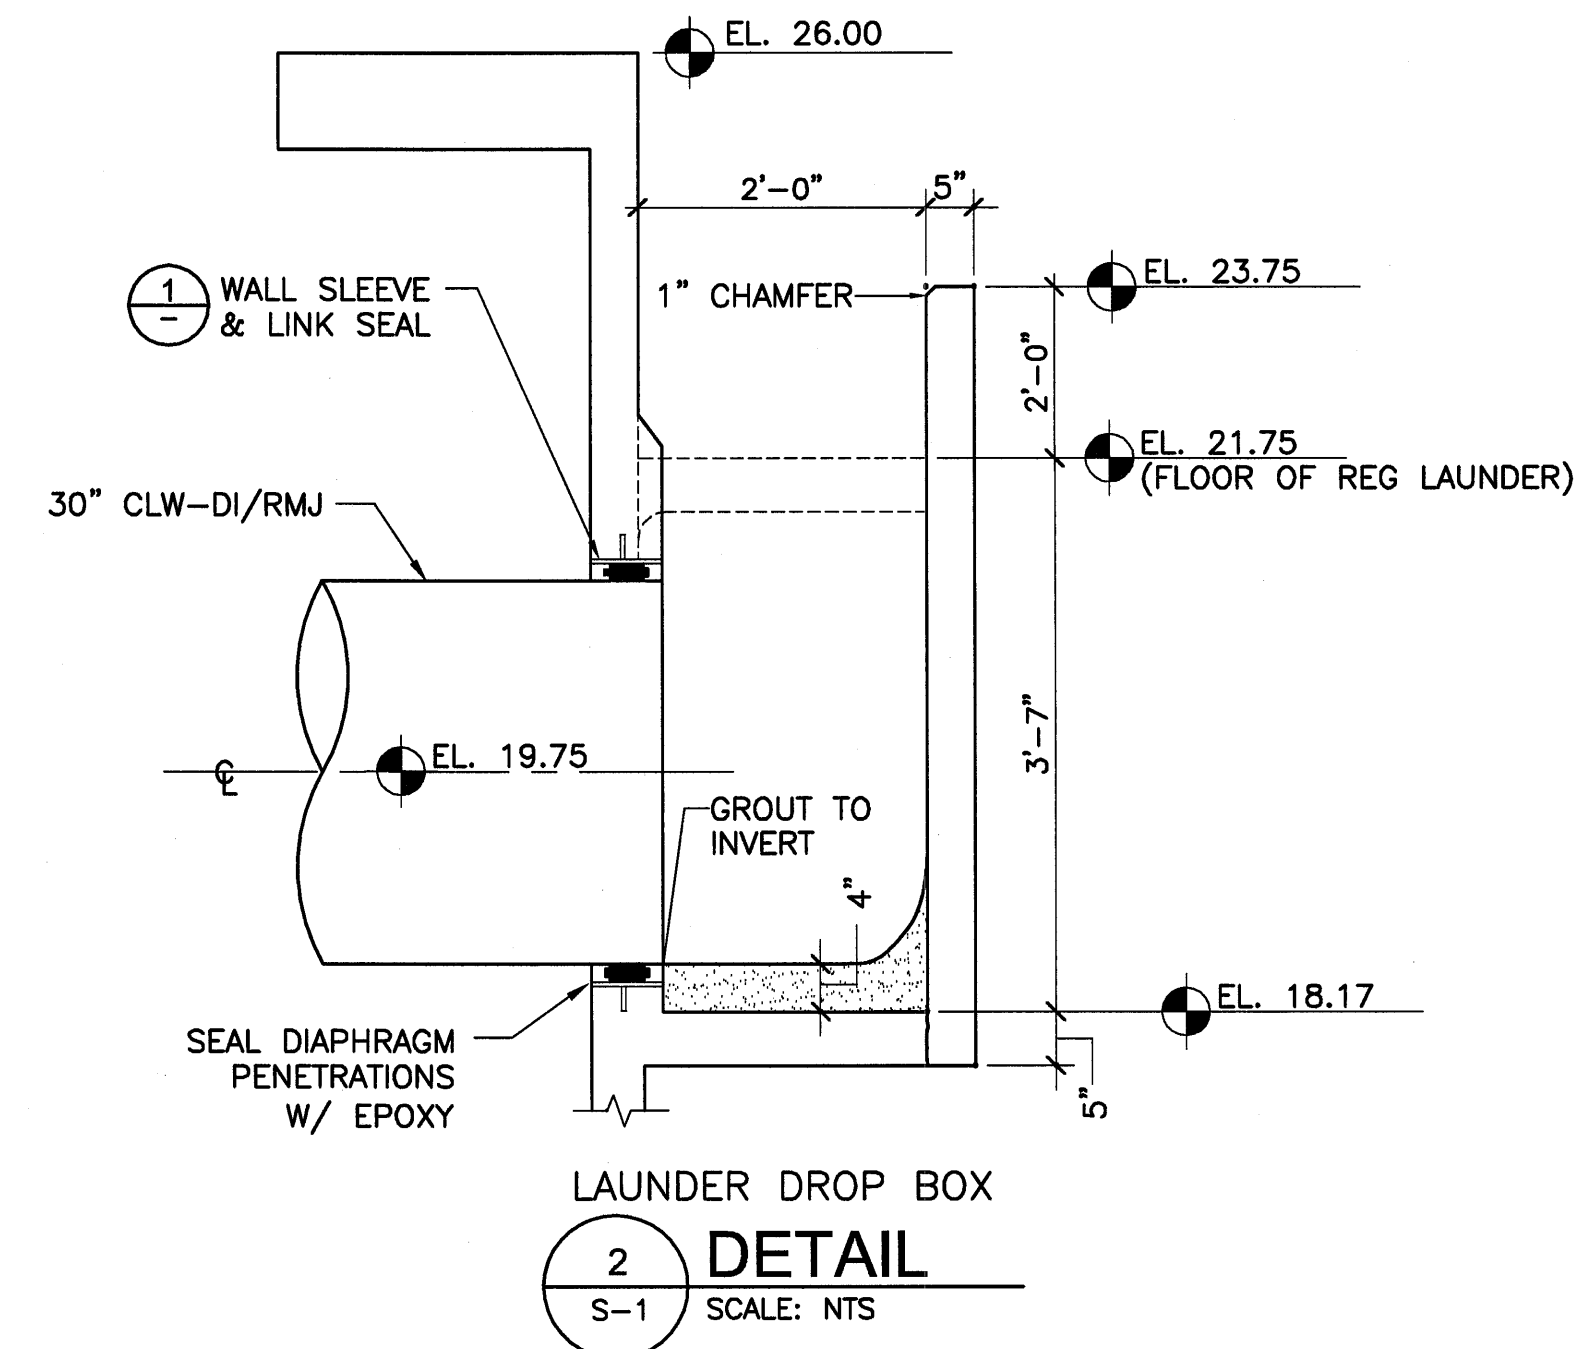 EL. 26.00
2'-0"
5"
EL. 23.75
1" CHAMFER
1
-
WALL SLEEVE
& LINK SEAL
2'-0"
EL. 21.75
(FLOOR OF REG LAUNDER)
30" CLW-DI/RMJ
3'-7"
CL
EL. 19.75
GROUT TO
INVERT
4"
EL. 18.17
SEAL DIAPHRAGM
PENETRATIONS
W/ EPOXY
5"
LAUNDER DROP BOX
2
S-1
DETAIL
SCALE: NTS